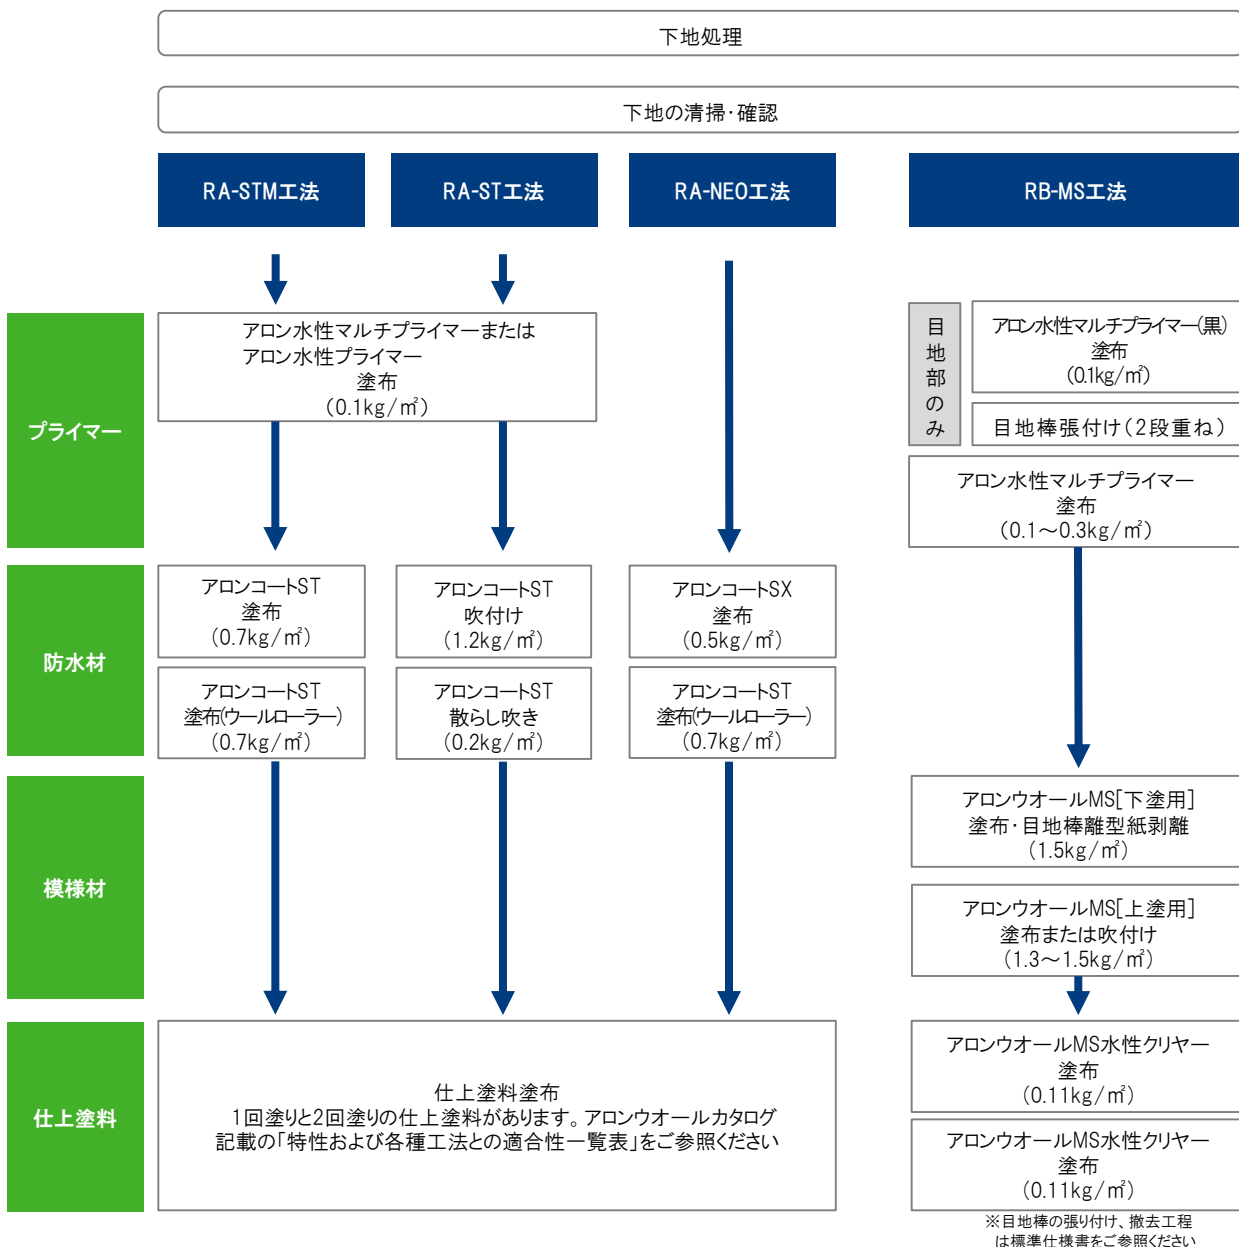 下地処理
下地の清掃・確認
RA-STM工法
RA-ST工法
RA-NEO工法
RB-MS工法
プライマー
アロン水性マルチプライマーまたは
アロン水性プライマー
塗布
(0.1kg/㎡)
目地部のみ
アロン水性マルチプライマー(黒)
塗布
(0.1kg/㎡)
目地棒張付け(2段重ね)
アロン水性マルチプライマー
塗布
(0.1～0.3kg/㎡)
防水材
アロンコートST
塗布
(0.7kg/㎡)
アロンコートST
吹付け
(1.2kg/㎡)
アロンコートSX
塗布
(0.5kg/㎡)
アロンコートST
塗布(ウールローラー)
(0.7kg/㎡)
アロンコートST
散らし吹き
(0.2kg/㎡)
アロンコートST
塗布(ウールローラー)
(0.7kg/㎡)
模様材
アロンウオールMS[下塗用]
塗布・目地棒離型紙剥離
(1.5kg/㎡)
アロンウオールMS[上塗用]
塗布または吹付け
(1.3～1.5kg/㎡)
仕上塗料
仕上塗料塗布
1回塗りと2回塗りの仕上塗料があります。アロンウオールカタログ
記載の「特性および各種工法との適合性一覧表」をご参照ください
アロンウオールMS水性クリヤー
塗布
(0.11kg/㎡)
アロンウオールMS水性クリヤー
塗布
(0.11kg/㎡)
※目地棒の張り付け、撤去工程
は標準仕様書をご参照ください